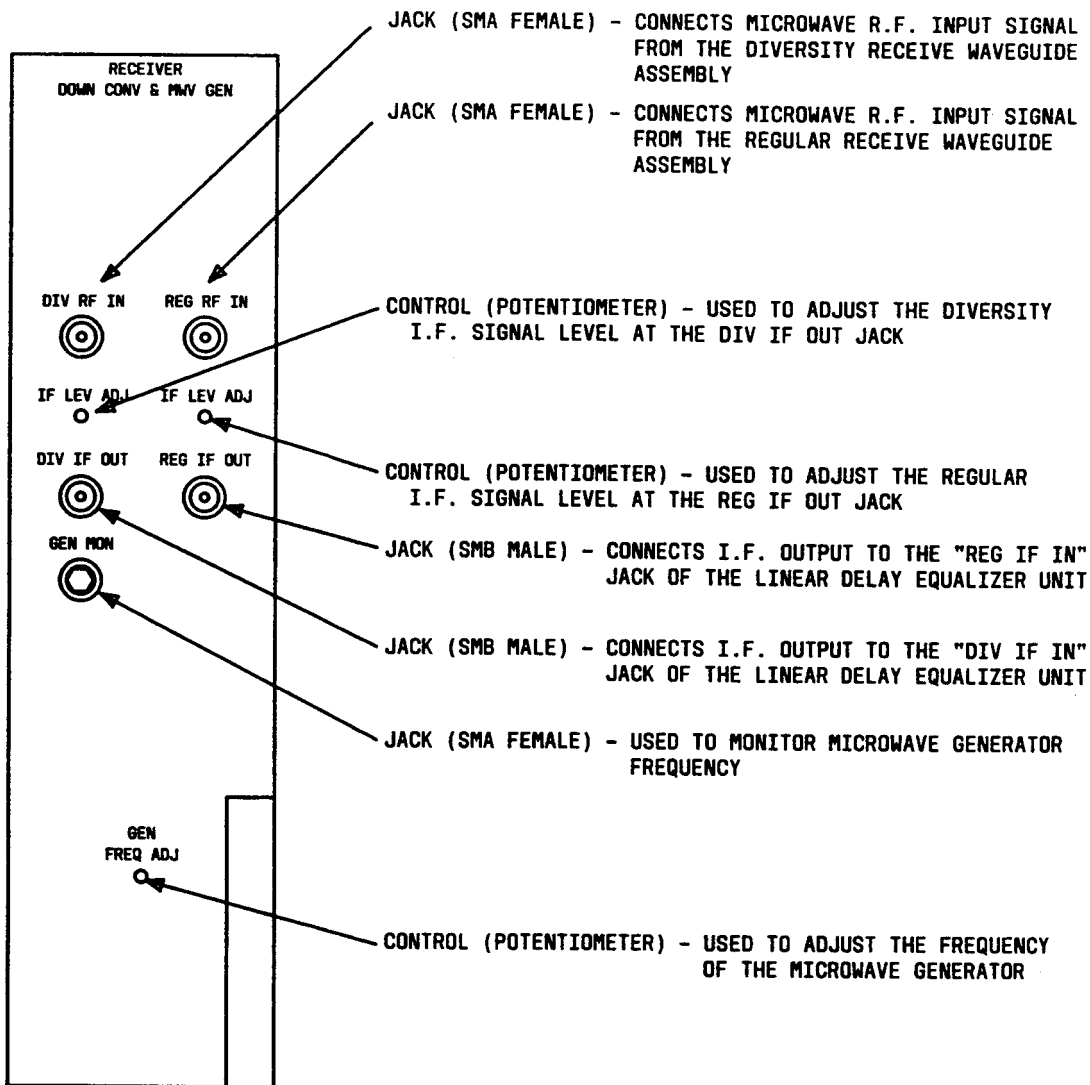 JACK (SMA FEMALE) - CONNECTS MICROWAVE R.F. INPUT SIGNAL
FROM THE DIVERSITY RECEIVE WAVEGUIDE
ASSEMBLY
RECEIVER
DOWN CONV & MWV GEN
JACK (SMA FEMALE) - CONNECTS MICROWAVE R.F. INPUT SIGNAL
FROM THE REGULAR RECEIVE WAVEGUIDE
ASSEMBLY
DIV RF IN
REG RF IN
CONTROL (POTENTIOMETER) - USED TO ADJUST THE DIVERSITY
I.F. SIGNAL LEVEL AT THE DIV IF OUT JACK
IF LEV ADJ
IF LEV ADJ
DIV IF OUT
REG IF OUT
CONTROL (POTENTIOMETER) - USED TO ADJUST THE REGULAR
I.F. SIGNAL LEVEL AT THE REG IF OUT JACK
GEN MON
JACK (SMB MALE) - CONNECTS I.F. OUTPUT TO THE "REG IF IN"
JACK OF THE LINEAR DELAY EQUALIZER UNIT
JACK (SMB MALE) - CONNECTS I.F. OUTPUT TO THE "DIV IF IN"
JACK OF THE LINEAR DELAY EQUALIZER UNIT
JACK (SMA FEMALE) - USED TO MONITOR MICROWAVE GENERATOR
FREQUENCY
GEN
FREQ ADJ
CONTROL (POTENTIOMETER) - USED TO ADJUST THE FREQUENCY
OF THE MICROWAVE GENERATOR